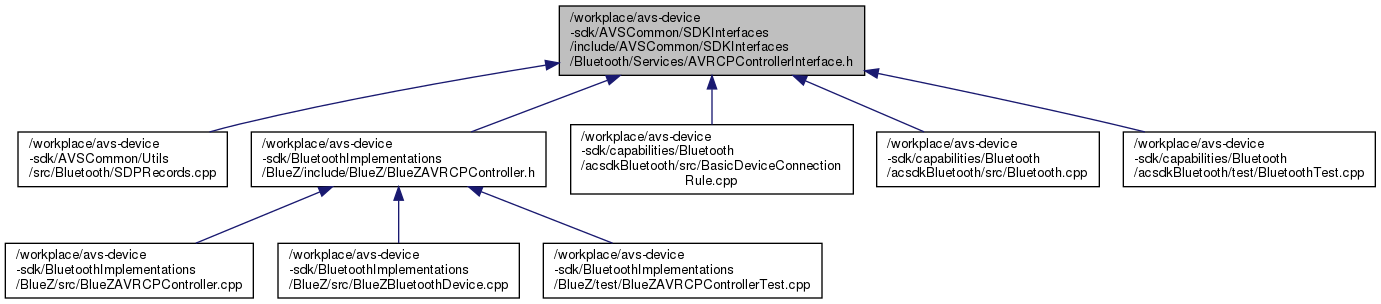 /workplace/avs-device
-sdk/AVSCommon/SDKInterfaces
/include/AVSCommon/SDKInterfaces
/Bluetooth/Services/AVRCPControllerInterface.h
/workplace/avs-device
-sdk/AVSCommon/Utils
/src/Bluetooth/SDPRecords.cpp
/workplace/avs-device
-sdk/BluetoothImplementations
/BlueZ/include/BlueZ/BlueZAVRCPController.h
/workplace/avs-device
-sdk/capabilities/Bluetooth
/acsdkBluetooth/src/BasicDeviceConnection
Rule.cpp
/workplace/avs-device
-sdk/capabilities/Bluetooth
/acsdkBluetooth/src/Bluetooth.cpp
/workplace/avs-device
-sdk/capabilities/Bluetooth
/acsdkBluetooth/test/BluetoothTest.cpp
/workplace/avs-device
-sdk/BluetoothImplementations
/BlueZ/src/BlueZAVRCPController.cpp
/workplace/avs-device
-sdk/BluetoothImplementations
/BlueZ/src/BlueZBluetoothDevice.cpp
/workplace/avs-device
-sdk/BluetoothImplementations
/BlueZ/test/BlueZAVRCPControllerTest.cpp